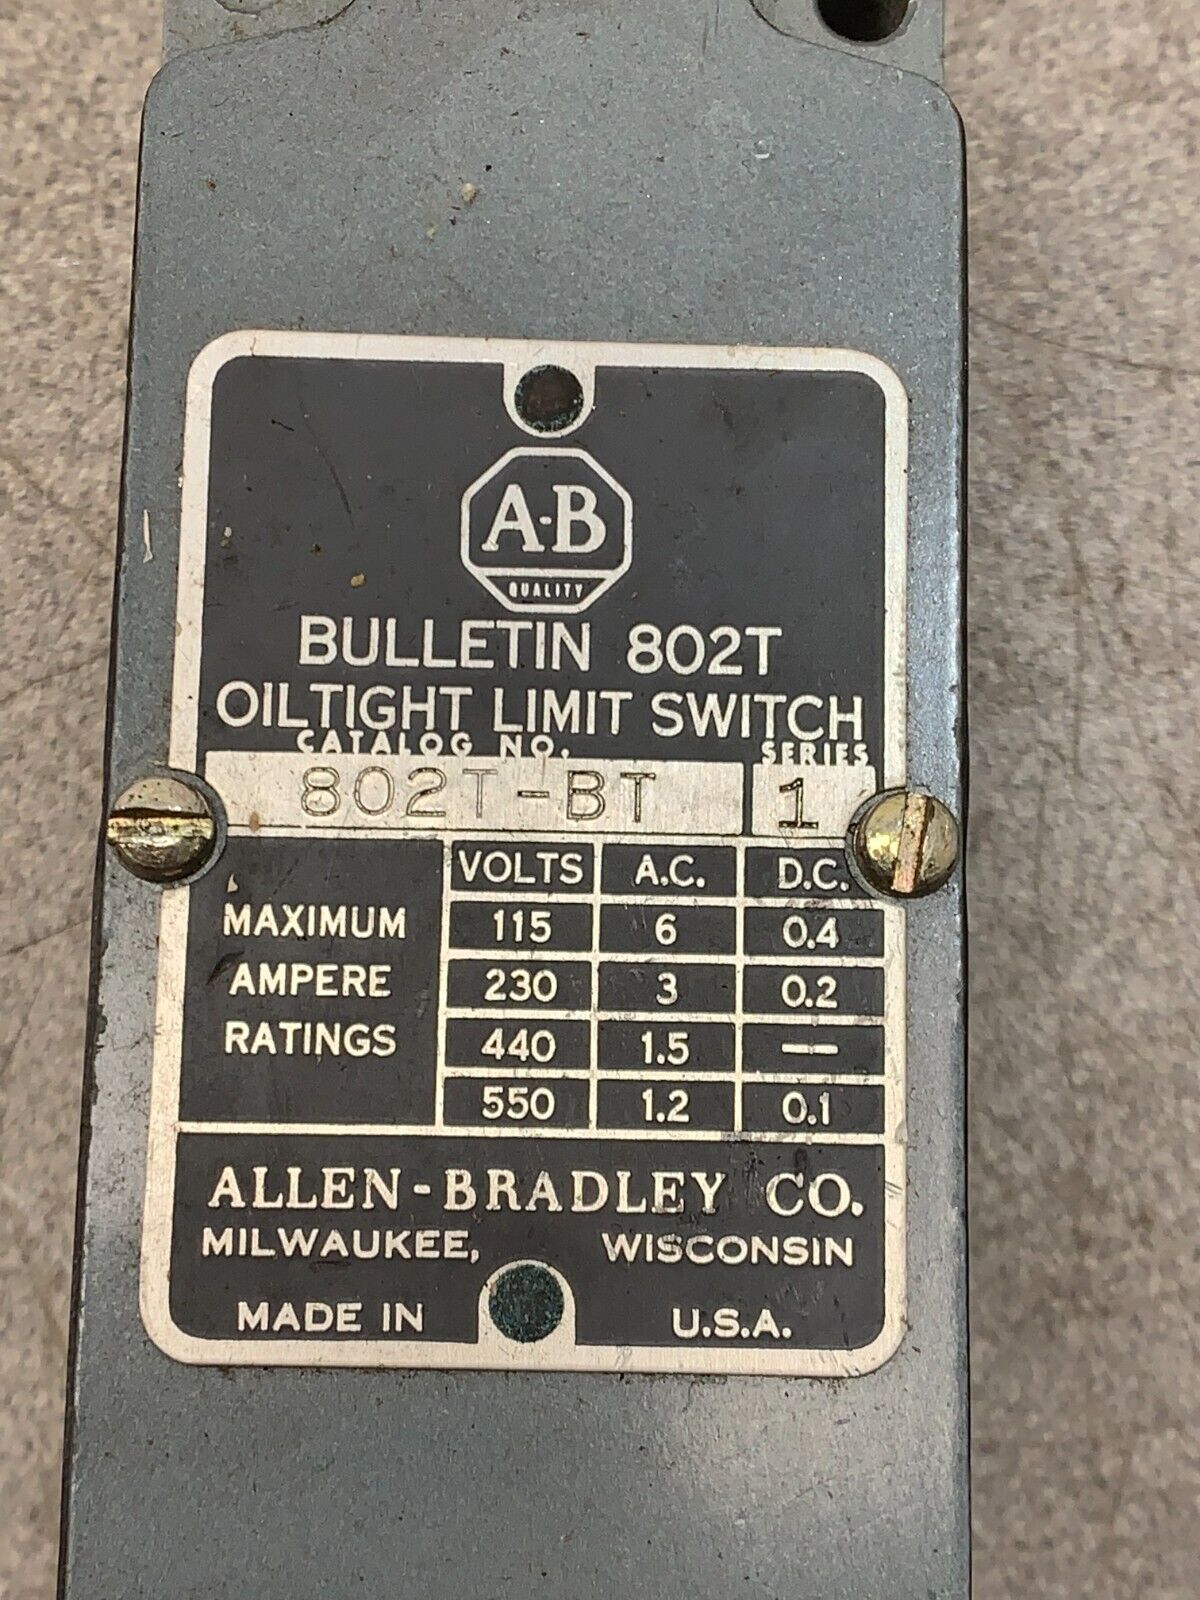 A-B
QUALITY
BULLETIN 802T
OILTIGHT LIMIT SWITCH
CATALOG NO. SERIES
802T-BT 1
VOLTS A.C. D.C.
MAXIMUM 115 6 0.4
AMPERE 230 3 0.2
RATINGS 440 1.5 —
550 1.2 0.1
ALLEN-BRADLEY CO.
MILWAUKEE, WISCONSIN
MADE IN U.S.A.